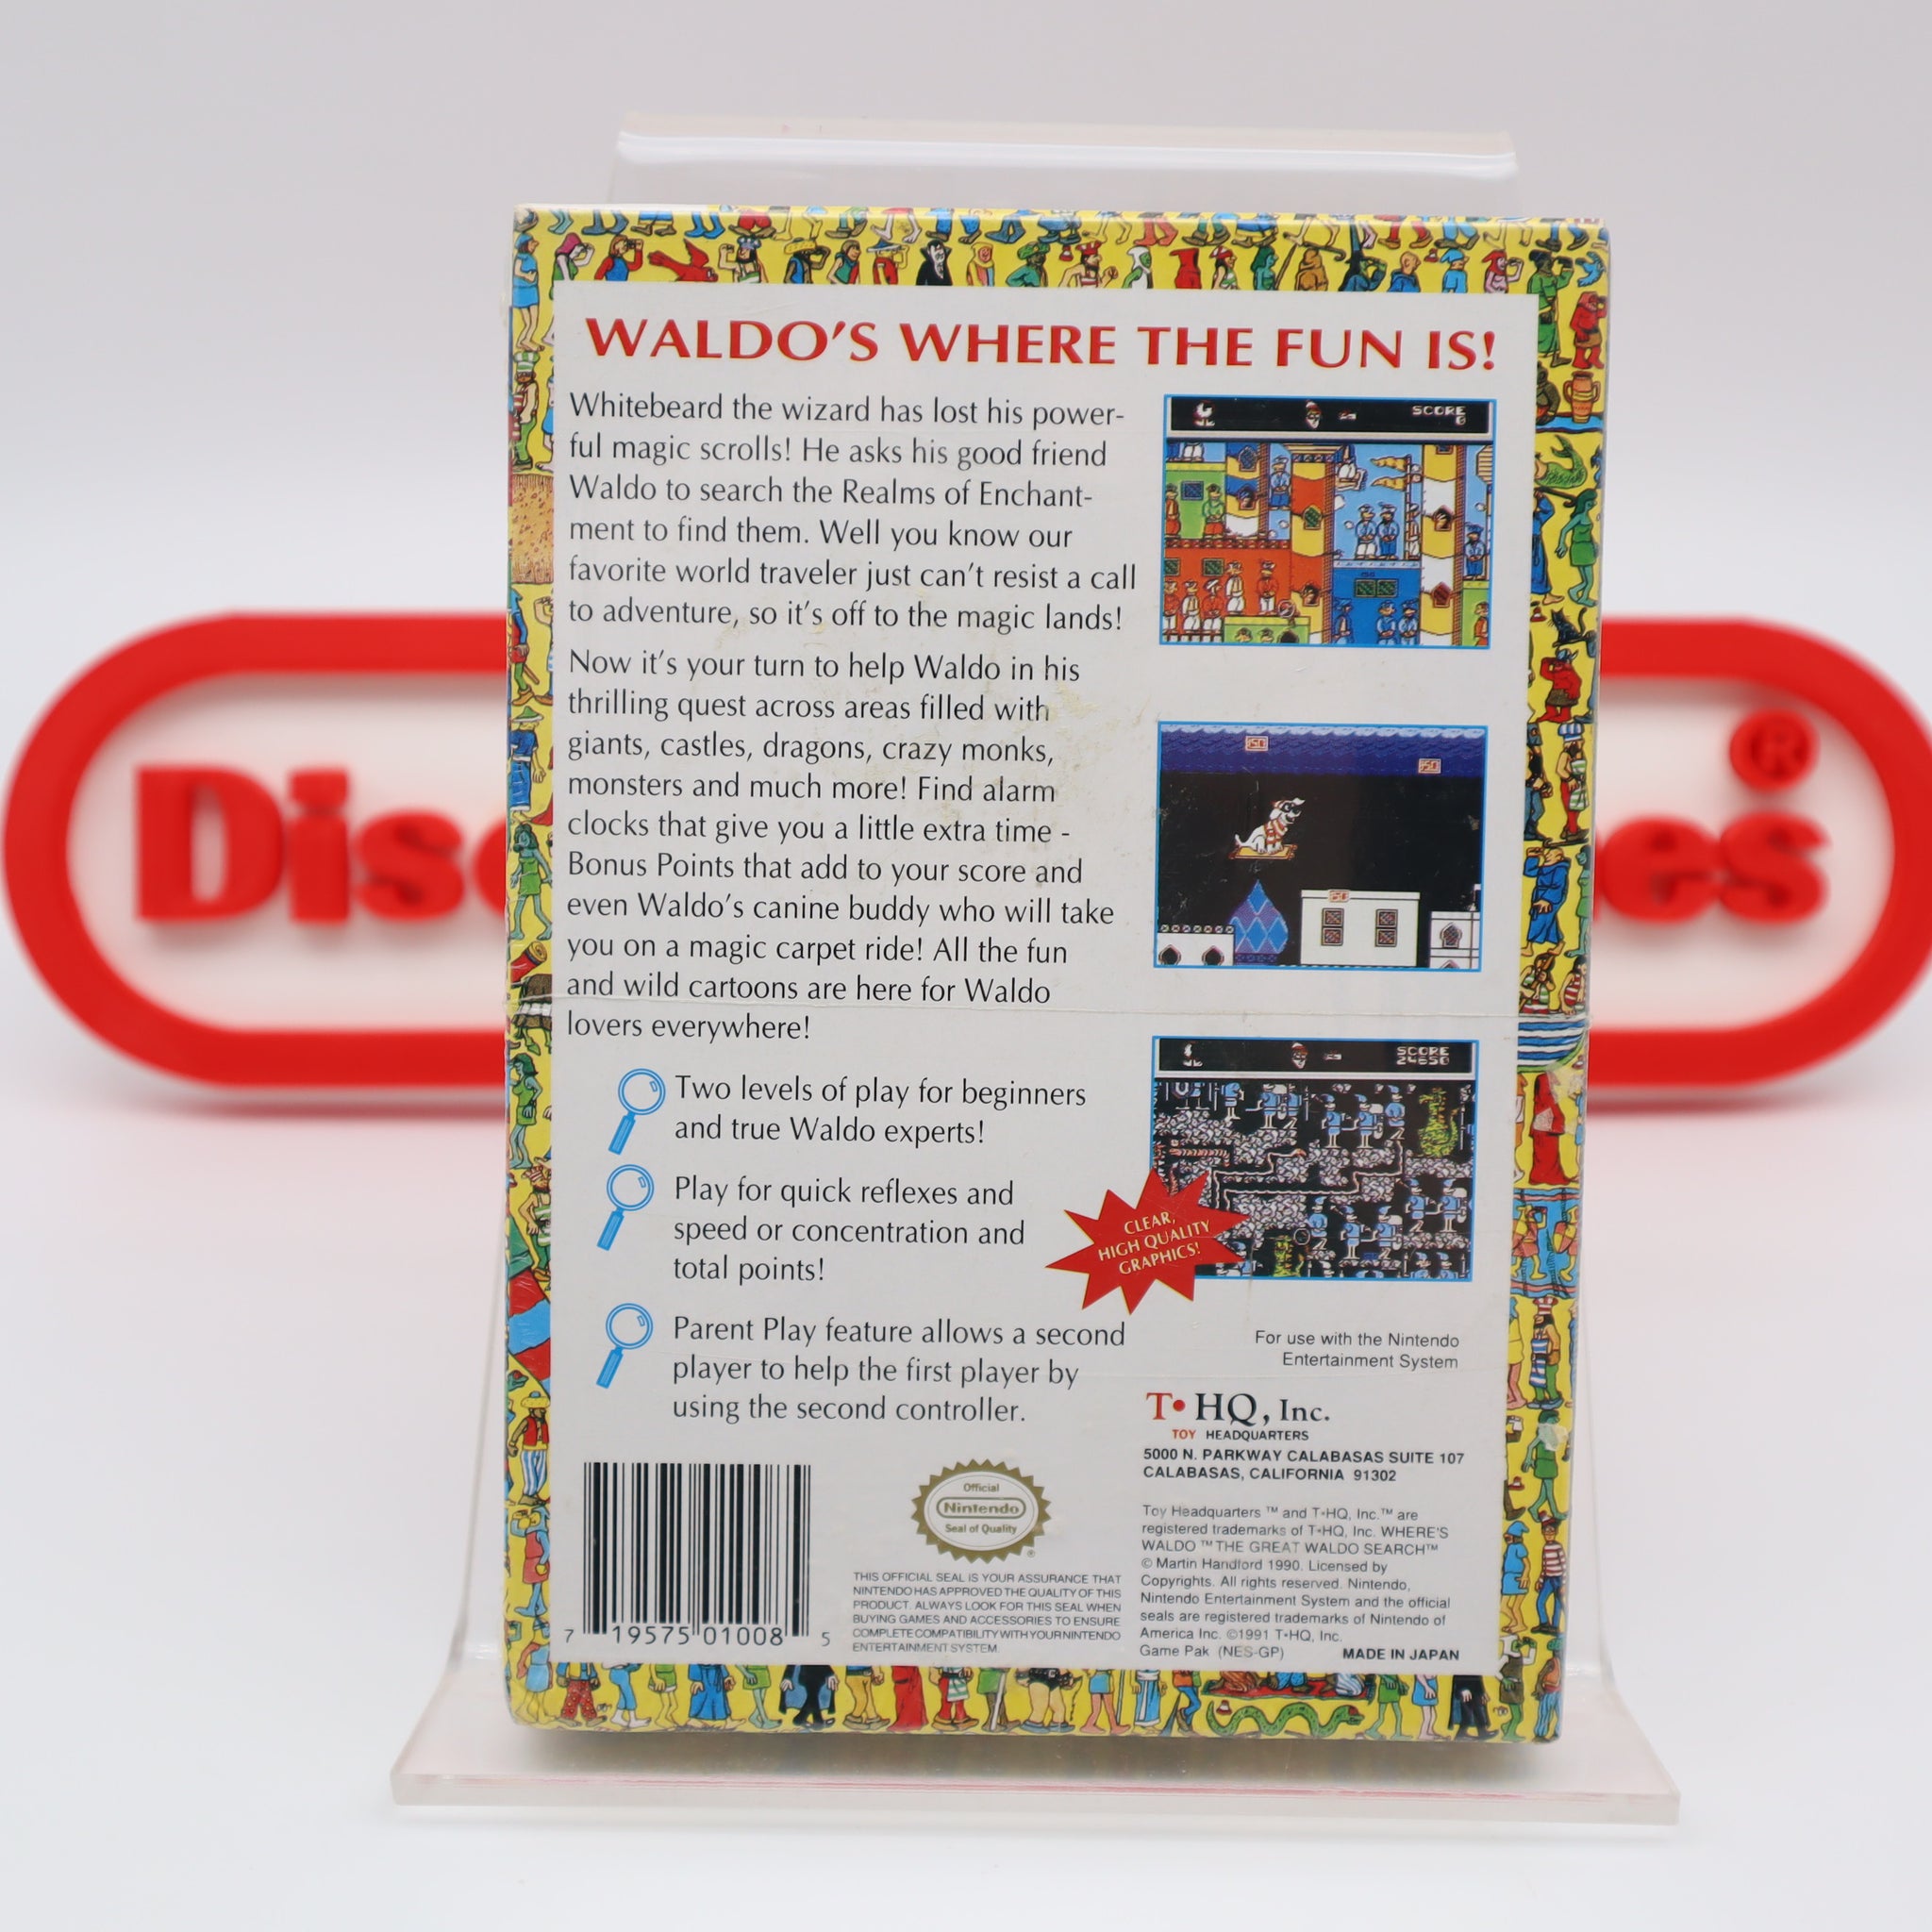 WALDO'S WHERE THE FUN IS!
Whitebeard the wizard has lost his power-
ful magic scrolls! He asks his good friend
Waldo to search the Realms of Enchant-
ment to find them. Well you know our
favorite world traveler just can't resist a call
to adventure, so it's off to the magic lands!
Now it's your turn to help Waldo in his
thrilling quest across areas filled with
giants, castles, dragons, crazy monks,
monsters and much more! Find alarm
clocks that give you a little extra time -
Bonus Points that add to your score and
even Waldo's canine buddy who will take
you on a magic carpet ride! All the fun
and wild cartoons are here for Waldo
lovers everywhere!
Two levels of play for beginners
and true Waldo experts!
Play for quick reflexes and
speed or concentration and
total points!
Parent Play feature allows a second
player to help the first player by
using the second controller.
SCORE
0
150
150
SCORE
24650
CLEAR,
HIGH QUALITY
GRAPHICS!
For use with the Nintendo
Entertainment System
T•HQ, Inc.
TOY HEADQUARTERS
5000 N. PARKWAY CALABASAS SUITE 107
CALABASAS, CALIFORNIA 91302
Toy Headquarters ™ and T•HQ, Inc.™ are
registered trademarks of T•HQ, Inc. WHERE'S
WALDO ™ THE GREAT WALDO SEARCH™
© Martin Handford 1990. Licensed by
Copyrights. All rights reserved. Nintendo,
Nintendo Entertainment System and the official
seals are registered trademarks of Nintendo of
America Inc. ©1991 T•HQ, Inc.
Game Pak (NES-GP) MADE IN JAPAN
Official
Nintendo
Seal of Quality
®
THIS OFFICIAL SEAL IS YOUR ASSURANCE THAT
NINTENDO HAS APPROVED THE QUALITY OF THIS
PRODUCT. ALWAYS LOOK FOR THIS SEAL WHEN
BUYING GAMES AND ACCESSORIES TO ENSURE
COMPLETE COMPATIBILITY WITH YOUR NINTENDO
ENTERTAINMENT SYSTEM.
7 19575 01008 5
Disc
es
®